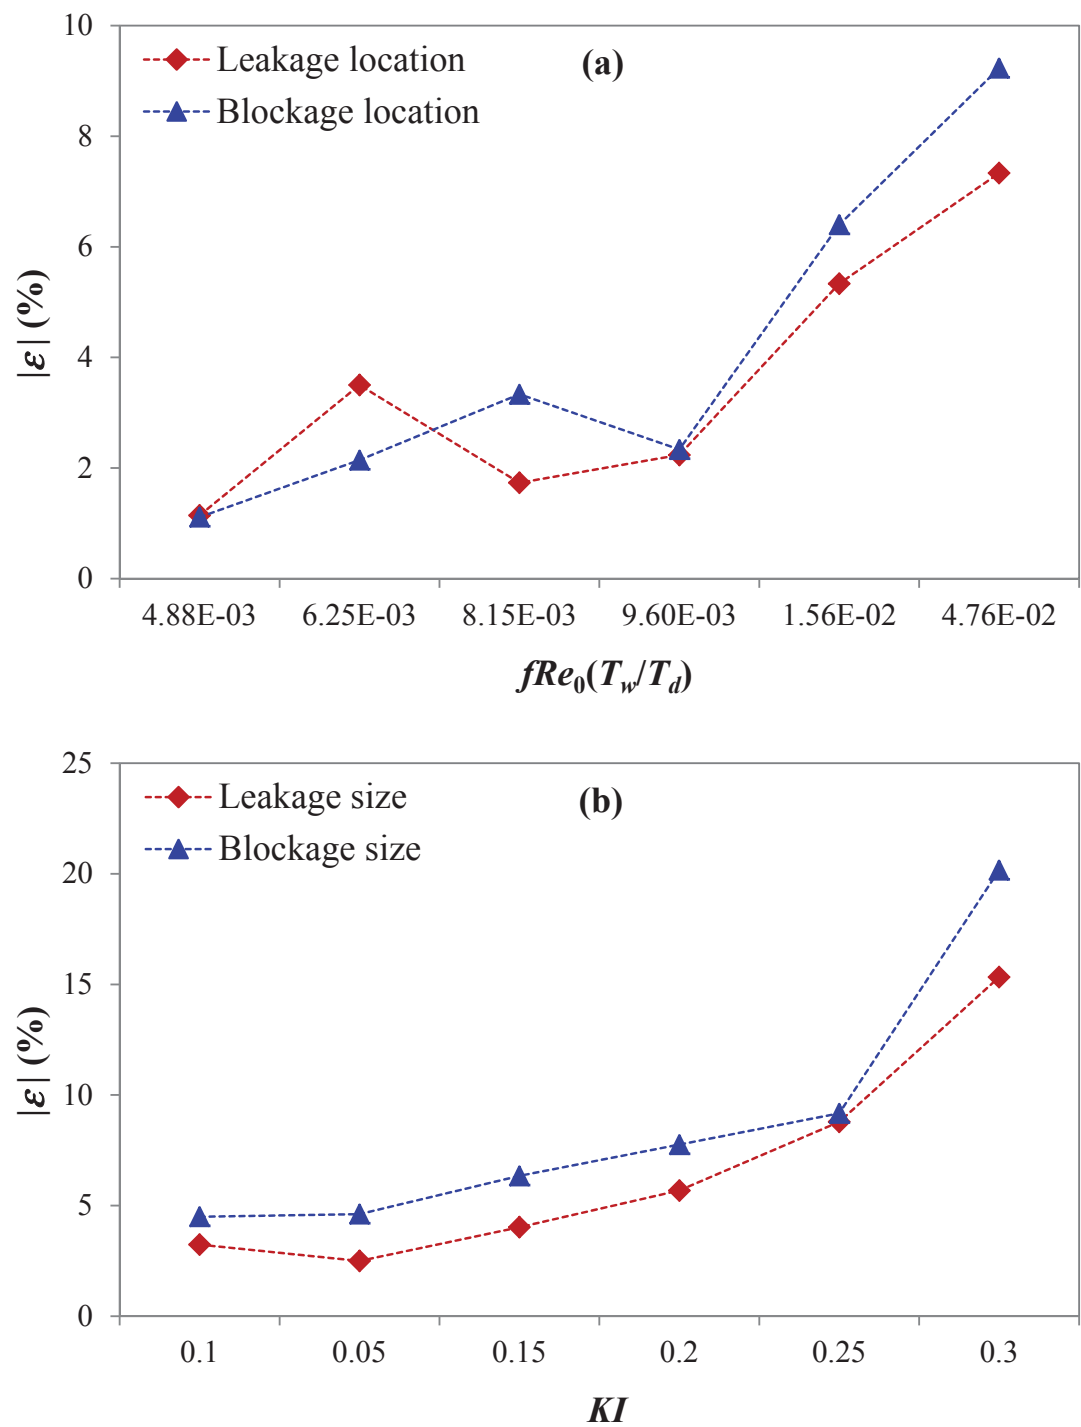 10
8
6
4
2
0
|ε| (%)
Leakage location
Blockage location
(a)
4.88E-03 6.25E-03 8.15E-03 9.60E-03 1.56E-02 4.76E-02
fRe₀(T_w/T_d)
25
20
15
10
5
0
|ε| (%)
Leakage size
Blockage size
(b)
0.1 0.05 0.15 0.2 0.25 0.3
KI